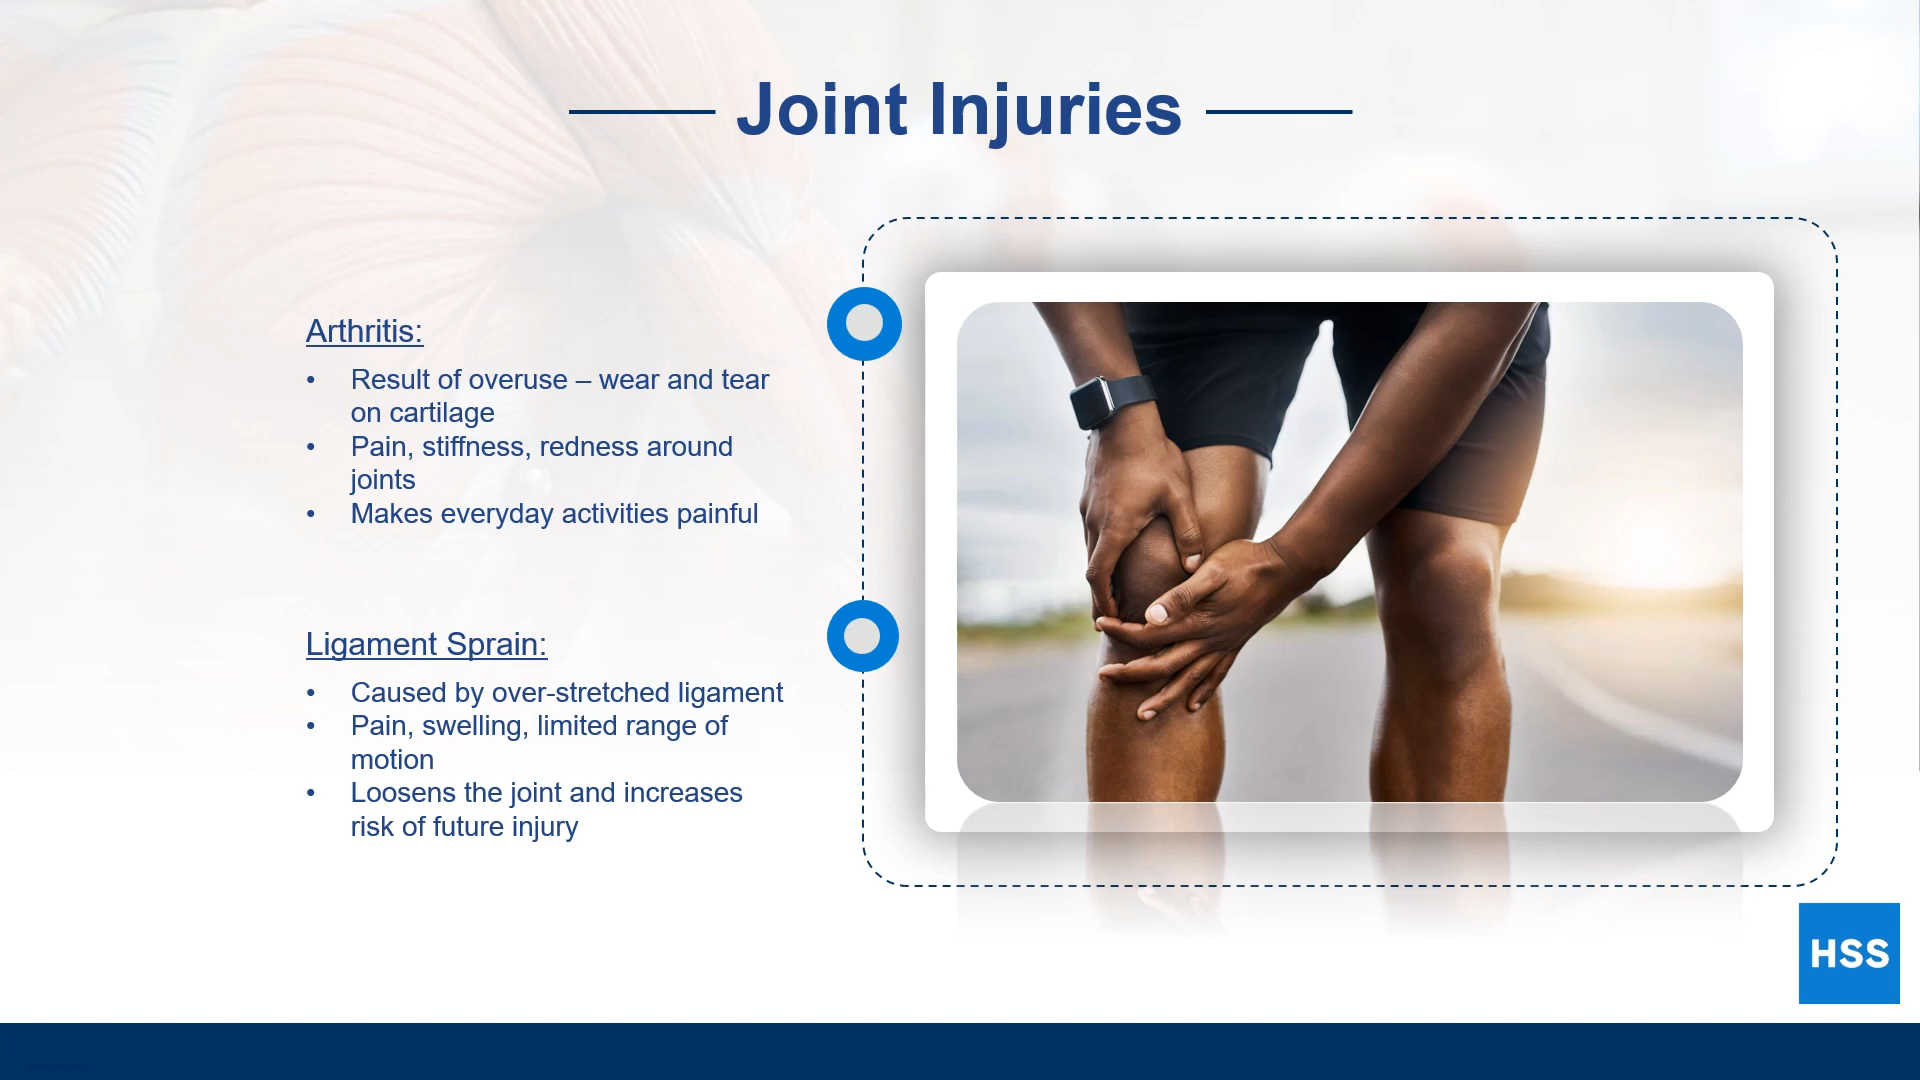 Joint Injuries
Arthritis:
• Result of overuse – wear and tear
on cartilage
• Pain, stiffness, redness around
joints
• Makes everyday activities painful
Ligament Sprain:
• Caused by over-stretched ligament
• Pain, swelling, limited range of
motion
• Loosens the joint and increases
risk of future injury
HSS